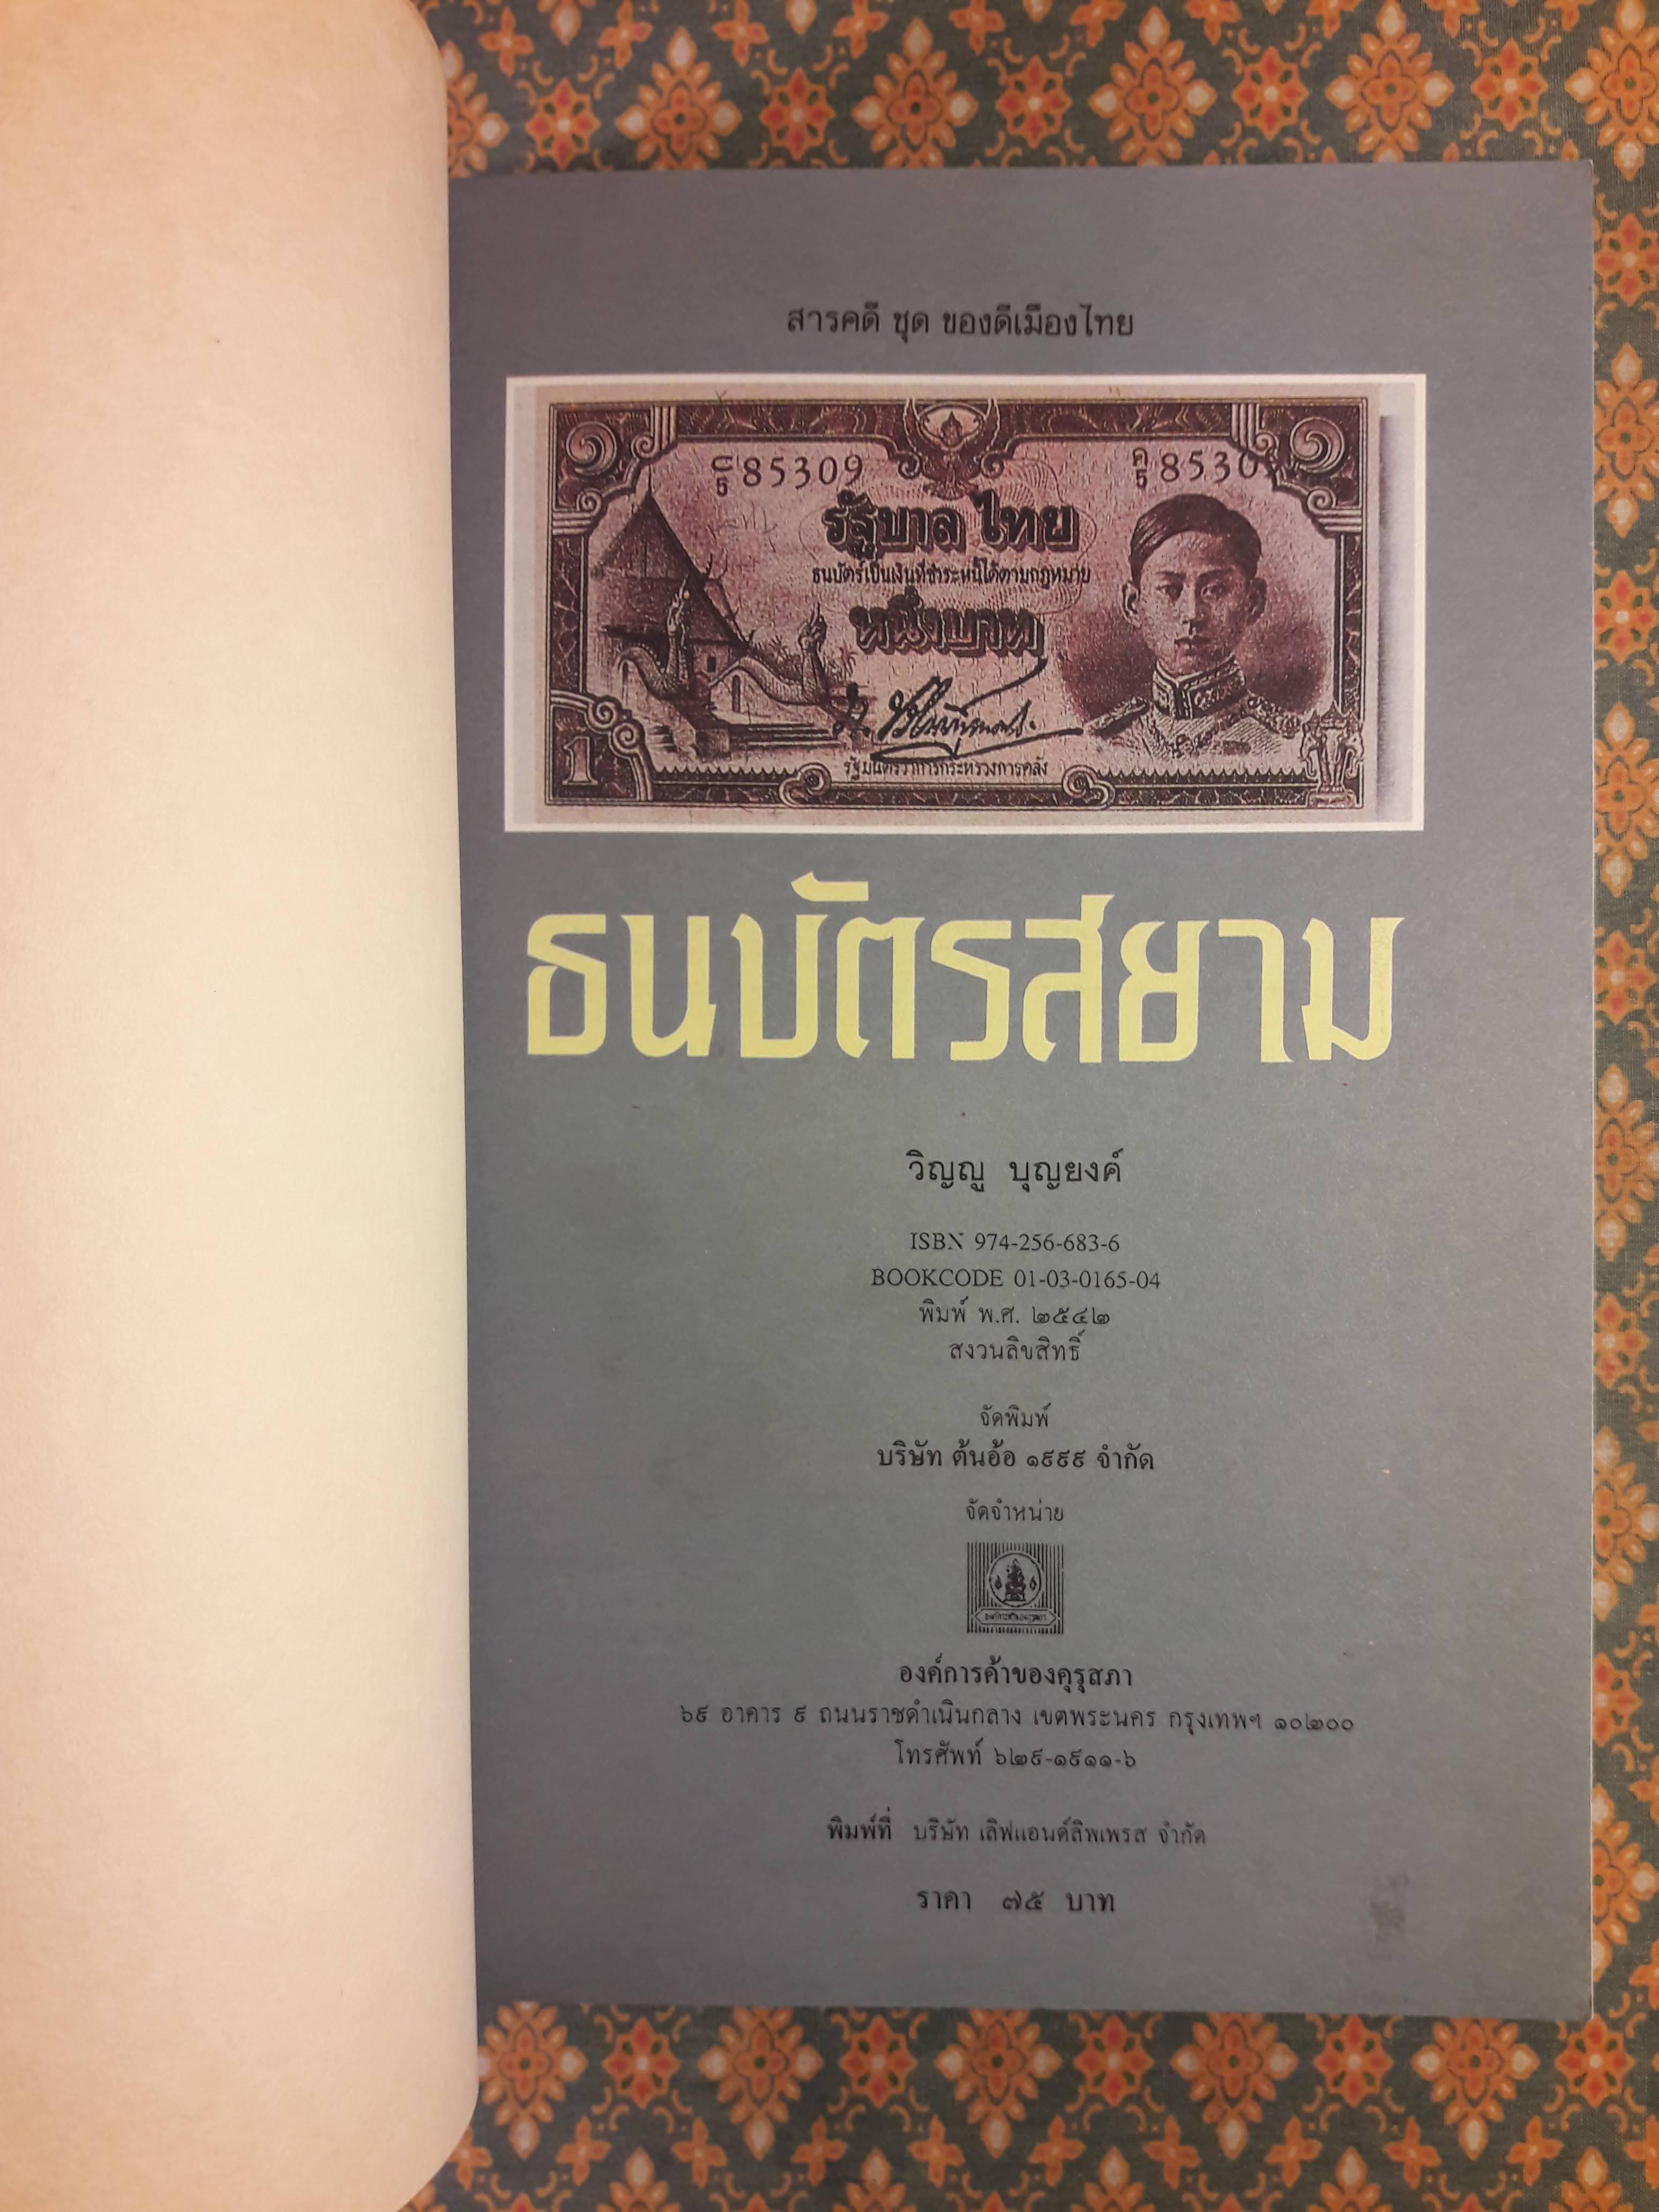 สารคดี ชุด ของดีเมืองไทย
๑ ๑
85309 ค/5 85309
รัฐบาลไทย
ธนบัตร์เป็นเงินที่ชำระหนี้ได้ตามกฎหมาย
หนึ่งบาท
รัฐมนตรีว่าการกระทรวงการคลัง
1
ธนบัตรสยาม
วิญญู บุญยงค์
ISBN 974-256-683-6
BOOKCODE 01-03-0165-04
พิมพ์ พ.ศ. ๒๕๔๒
สงวนลิขสิทธิ์
จัดพิมพ์
บริษัท ต้นอ้อ ๑๙๙๙ จำกัด
จัดจำหน่าย
องค์การค้าของคุรุสภา
๖๙ อาคาร ๙ ถนนราชดำเนินกลาง เขตพระนคร กรุงเทพฯ ๑๐๒๐๐
โทรศัพท์ ๖๒๙-๑๙๑๑-๖
พิมพ์ที่ บริษัท เลิฟแอนด์ลิพเพรส จำกัด
ราคา ๗๕ บาท